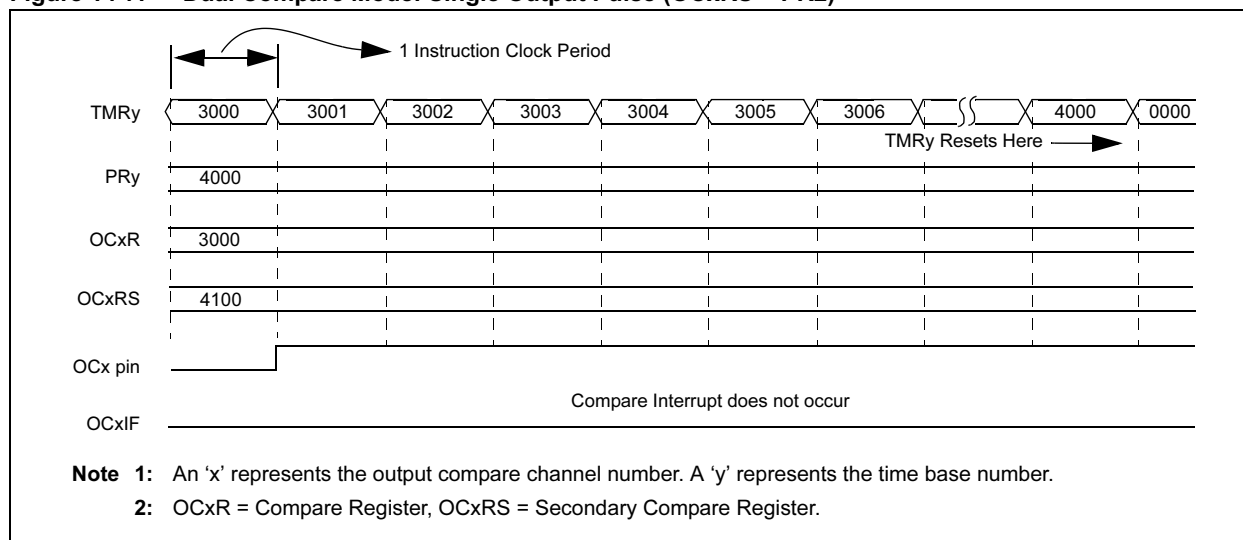 1 Instruction Clock Period
TMRy 3000 3001 3002 3003 3004 3005 3006 4000 0000
TMRy Resets Here
PRy 4000
OCxR 3000
OCxRS 4100
OCx pin
Compare Interrupt does not occur
OCxIF
Note 1: An ‘x’ represents the output compare channel number. A ‘y’ represents the time base number.
2: OCxR = Compare Register, OCxRS = Secondary Compare Register.